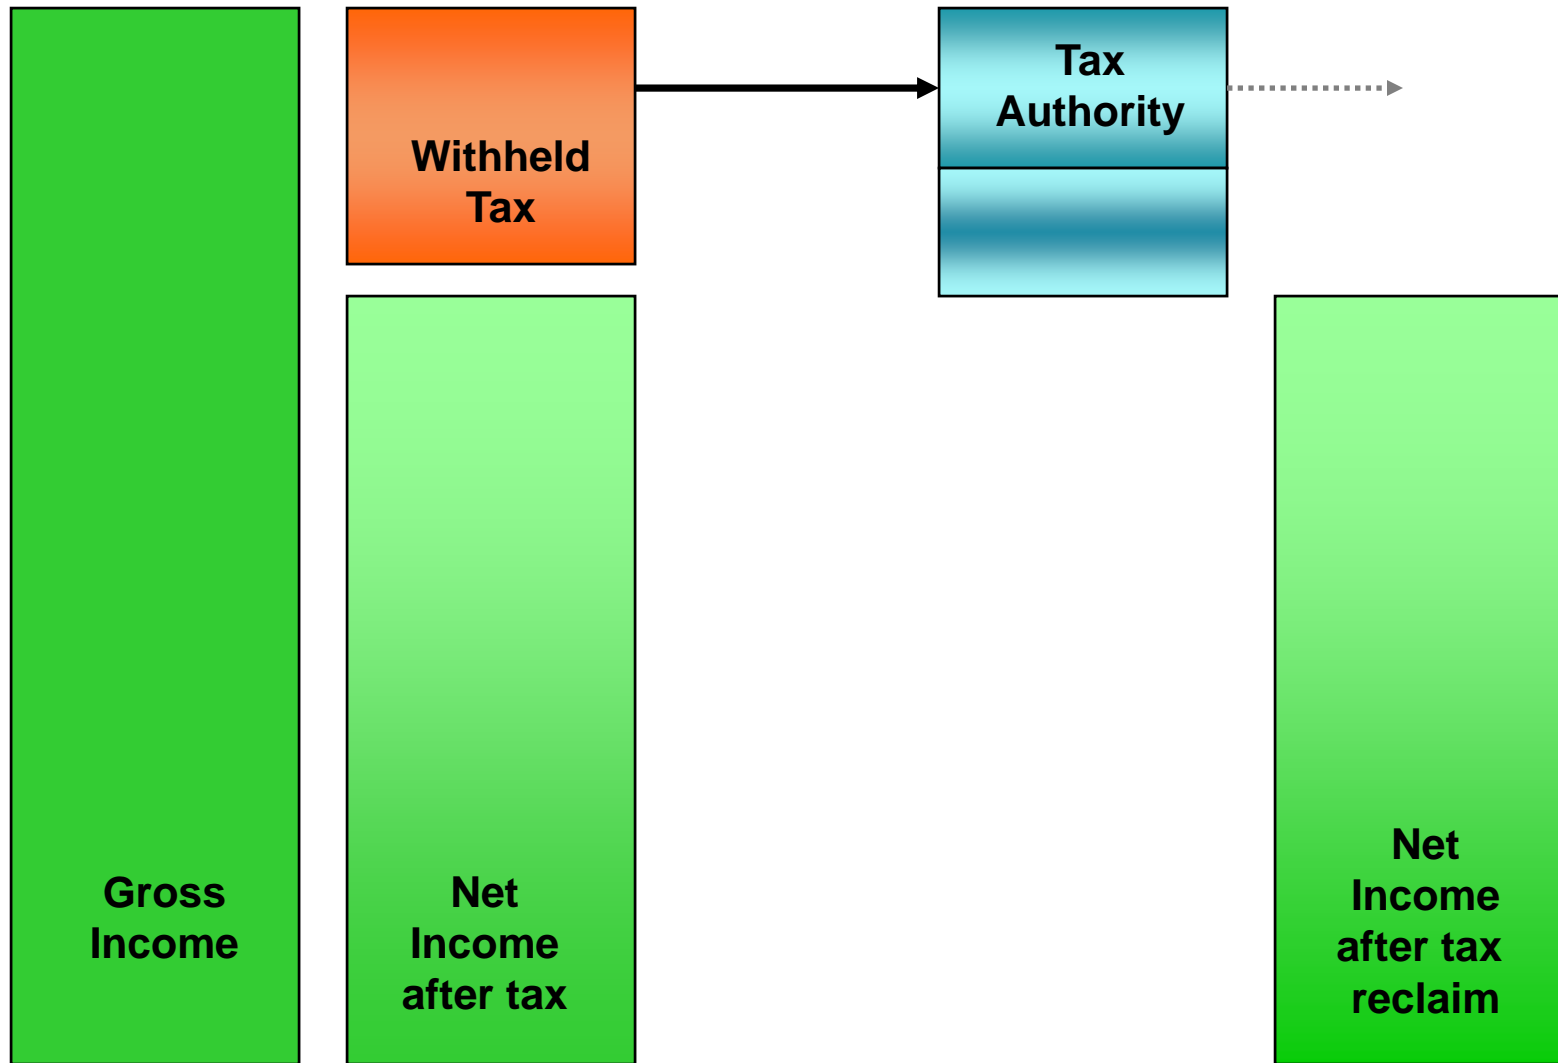 Withheld
Tax
Tax
Authority
Gross
Income
Net
Income
after tax
Net
Income
after tax
reclaim